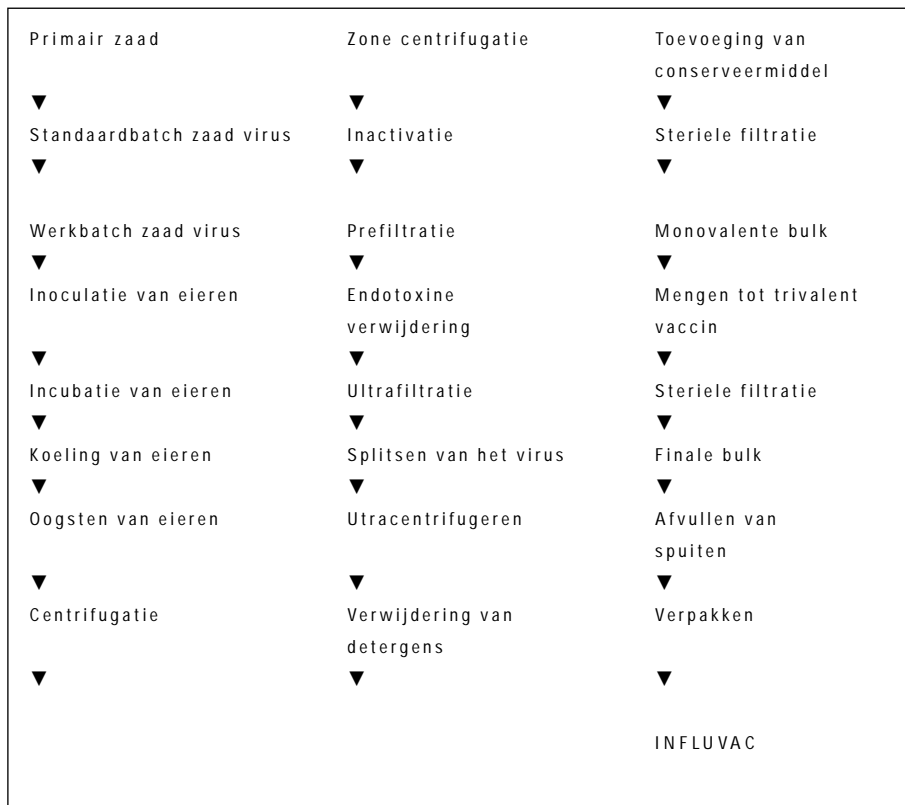 Primair zaad
▼
Standaardbatch zaad virus
▼
Werkbatch zaad virus
▼
Inoculatie van eieren
▼
Incubatie van eieren
▼
Koeling van eieren
▼
Oogsten van eieren
▼
Centrifugatie
▼
Zone centrifugatie
▼
Inactivatie
▼
Prefiltratie
▼
Endotoxine
verwijdering
▼
Ultrafiltratie
▼
Splitsen van het virus
▼
Utracentrifugeren
▼
Verwijdering van
detergens
▼
Toevoeging van
conserveermiddel
▼
Steriele filtratie
▼
Monovalente bulk
▼
Mengen tot trivalent
vaccin
▼
Steriele filtratie
▼
Finale bulk
▼
Afvullen van
spuiten
▼
Verpakken
▼
INFLUVAC